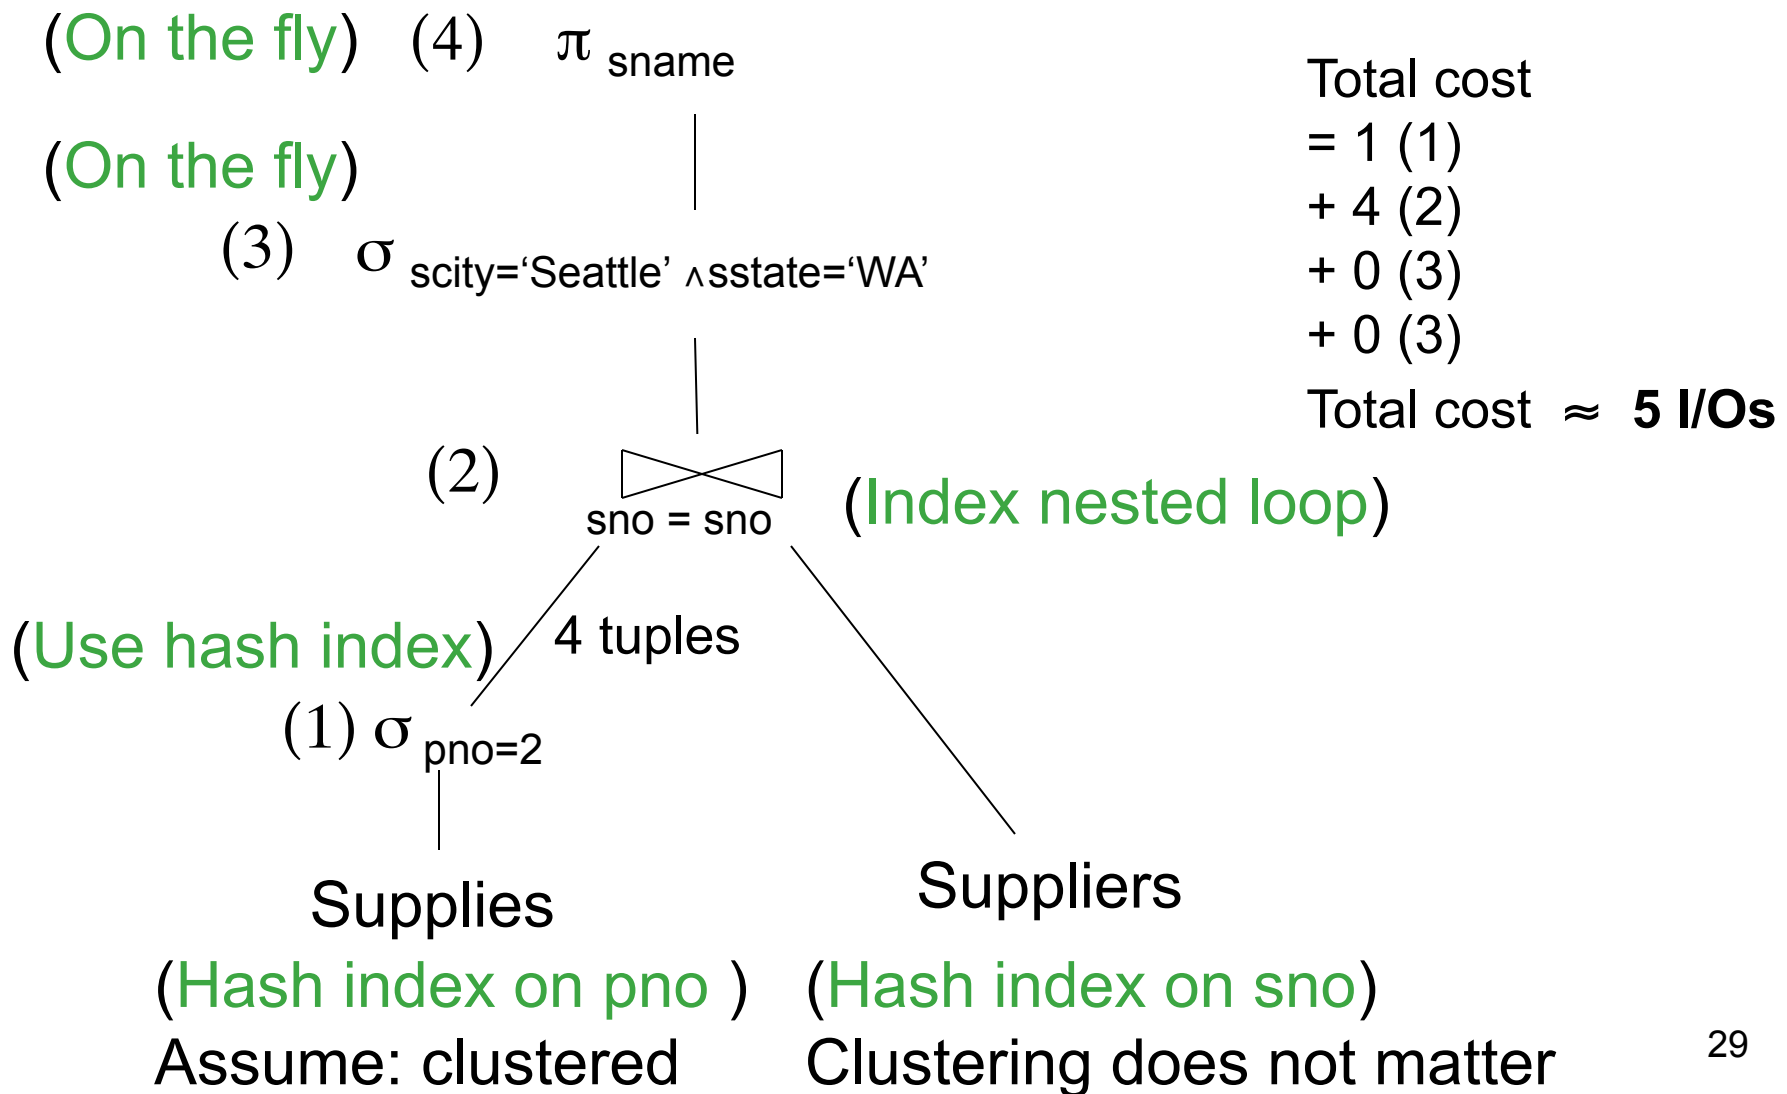 (On the fly) (4) π sname
(On the fly)
(3) σ scity=‘Seattle’ ∧sstate=‘WA’
Total cost
= 1 (1)
+ 4 (2)
+ 0 (3)
+ 0 (3)
Total cost ≈ 5 I/Os
(2)
sno = sno
(Index nested loop)
(Use hash index)
4 tuples
(1) σ pno=2
Supplies
Suppliers
(Hash index on pno )
(Hash index on sno)
Assume: clustered
Clustering does not matter
29